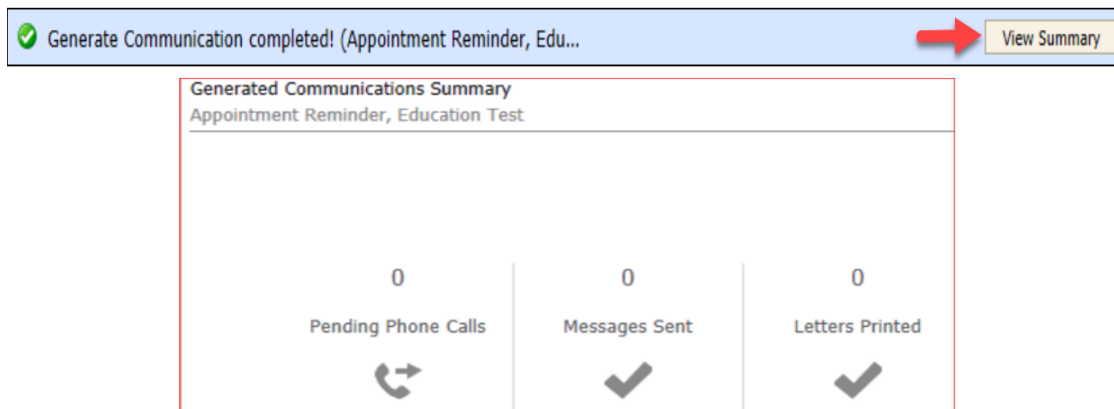 Generate Communication completed! (Appointment Reminder, Edu...
View Summary
Generated Communications Summary
Appointment Reminder, Education Test
0 0 0
Pending Phone Calls Messages Sent Letters Printed